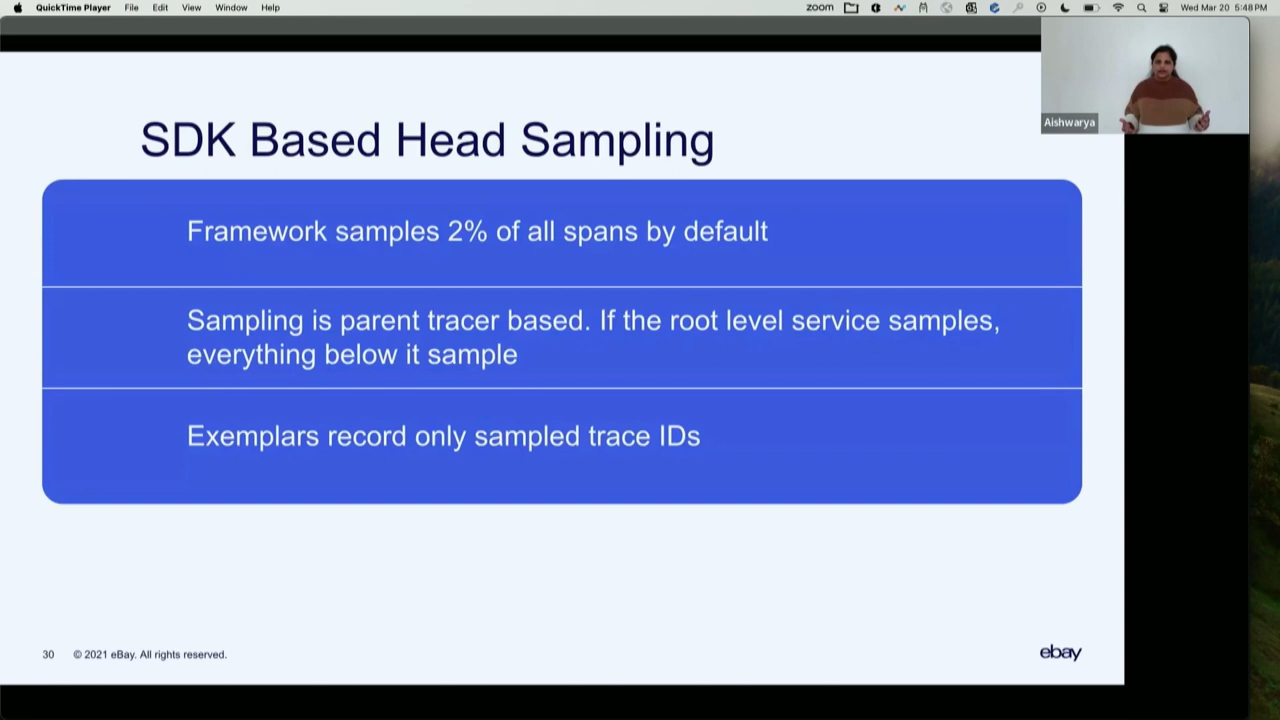 QuickTime Player File Edit View Window Help zoom Wed Mar 20 5:48 PM
Aishwarya
SDK Based Head Sampling
Framework samples 2% of all spans by default
Sampling is parent tracer based. If the root level service samples,
everything below it sample
Exemplars record only sampled trace IDs
30 © 2021 eBay. All rights reserved.
ebay